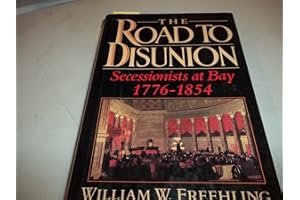 THE
ROAD TO
DISUNION
Secessionists at Bay
1776-1854
WILLIAM W. FREEHLING